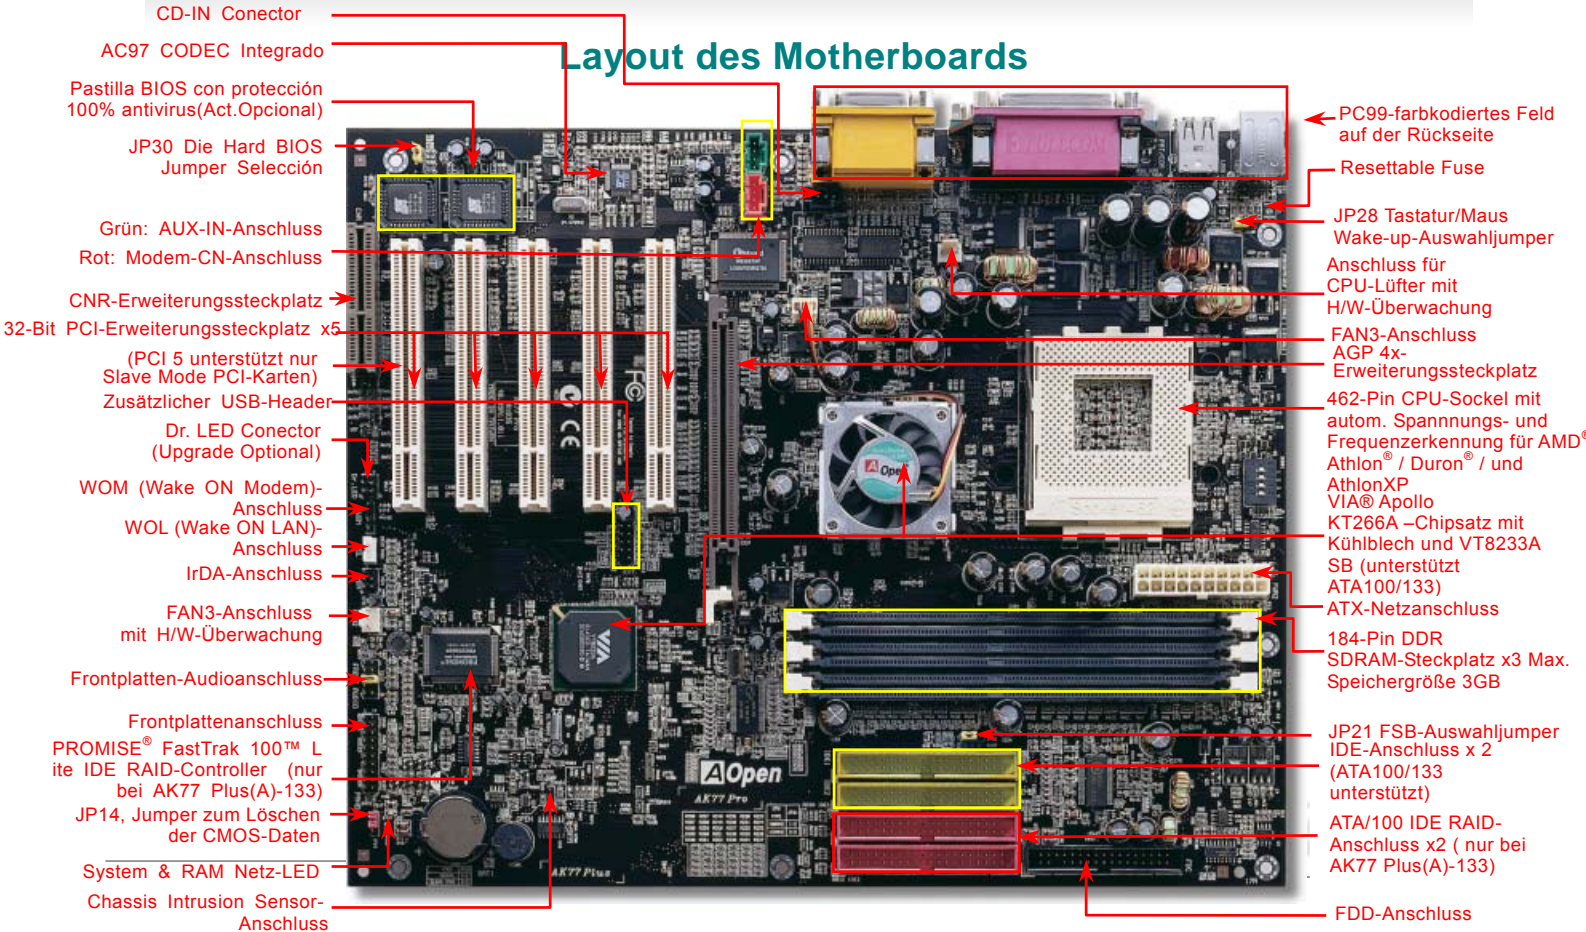 Layout des Motherboards
CD-IN Conector
AC97 CODEC Integrado
Pastilla BIOS con protección
100% antivirus(Act.Opcional)
JP30 Die Hard BIOS
Jumper Selección
Grün: AUX-IN-Anschluss
Rot: Modem-CN-Anschluss
CNR-Erweiterungssteckplatz
32-Bit PCI-Erweiterungssteckplatz x5
(PCI 5 unterstützt nur
Slave Mode PCI-Karten)
Zusätzlicher USB-Header
Dr. LED Conector
(Upgrade Optional)
WOM (Wake ON Modem)-
Anschluss
WOL (Wake ON LAN)-
Anschluss
IrDA-Anschluss
FAN3-Anschluss
mit H/W-Überwachung
Frontplatten-Audioanschluss
Frontplattenanschluss
PROMISE® FastTrak 100™ L
ite IDE RAID-Controller (nur
bei AK77 Plus(A)-133)
JP14, Jumper zum Löschen
der CMOS-Daten
System & RAM Netz-LED
Chassis Intrusion Sensor-
Anschluss
PC99-farbkodiertes Feld
auf der Rückseite
Resettable Fuse
JP28 Tastatur/Maus
Wake-up-Auswahljumper
Anschluss für
CPU-Lüfter mit
H/W-Überwachung
FAN3-Anschluss
AGP 4x-
Erweiterungssteckplatz
462-Pin CPU-Sockel mit
autom. Spannnungs- und
Frequenzerkennung für AMD®
Athlon® / Duron® / und
AthlonXP
VIA® Apollo
KT266A –Chipsatz mit
Kühlblech und VT8233A
SB (unterstützt
ATA100/133)
ATX-Netzanschluss
184-Pin DDR
SDRAM-Steckplatz x3 Max.
Speichergröße 3GB
JP21 FSB-Auswahljumper
IDE-Anschluss x 2
(ATA100/133
unterstützt)
ATA/100 IDE RAID-
Anschluss x2 ( nur bei
AK77 Plus(A)-133)
FDD-Anschluss
AOpen
AK77 Pro
AK77 Plus
VIA
PROMISE
AOpen
FC
CE